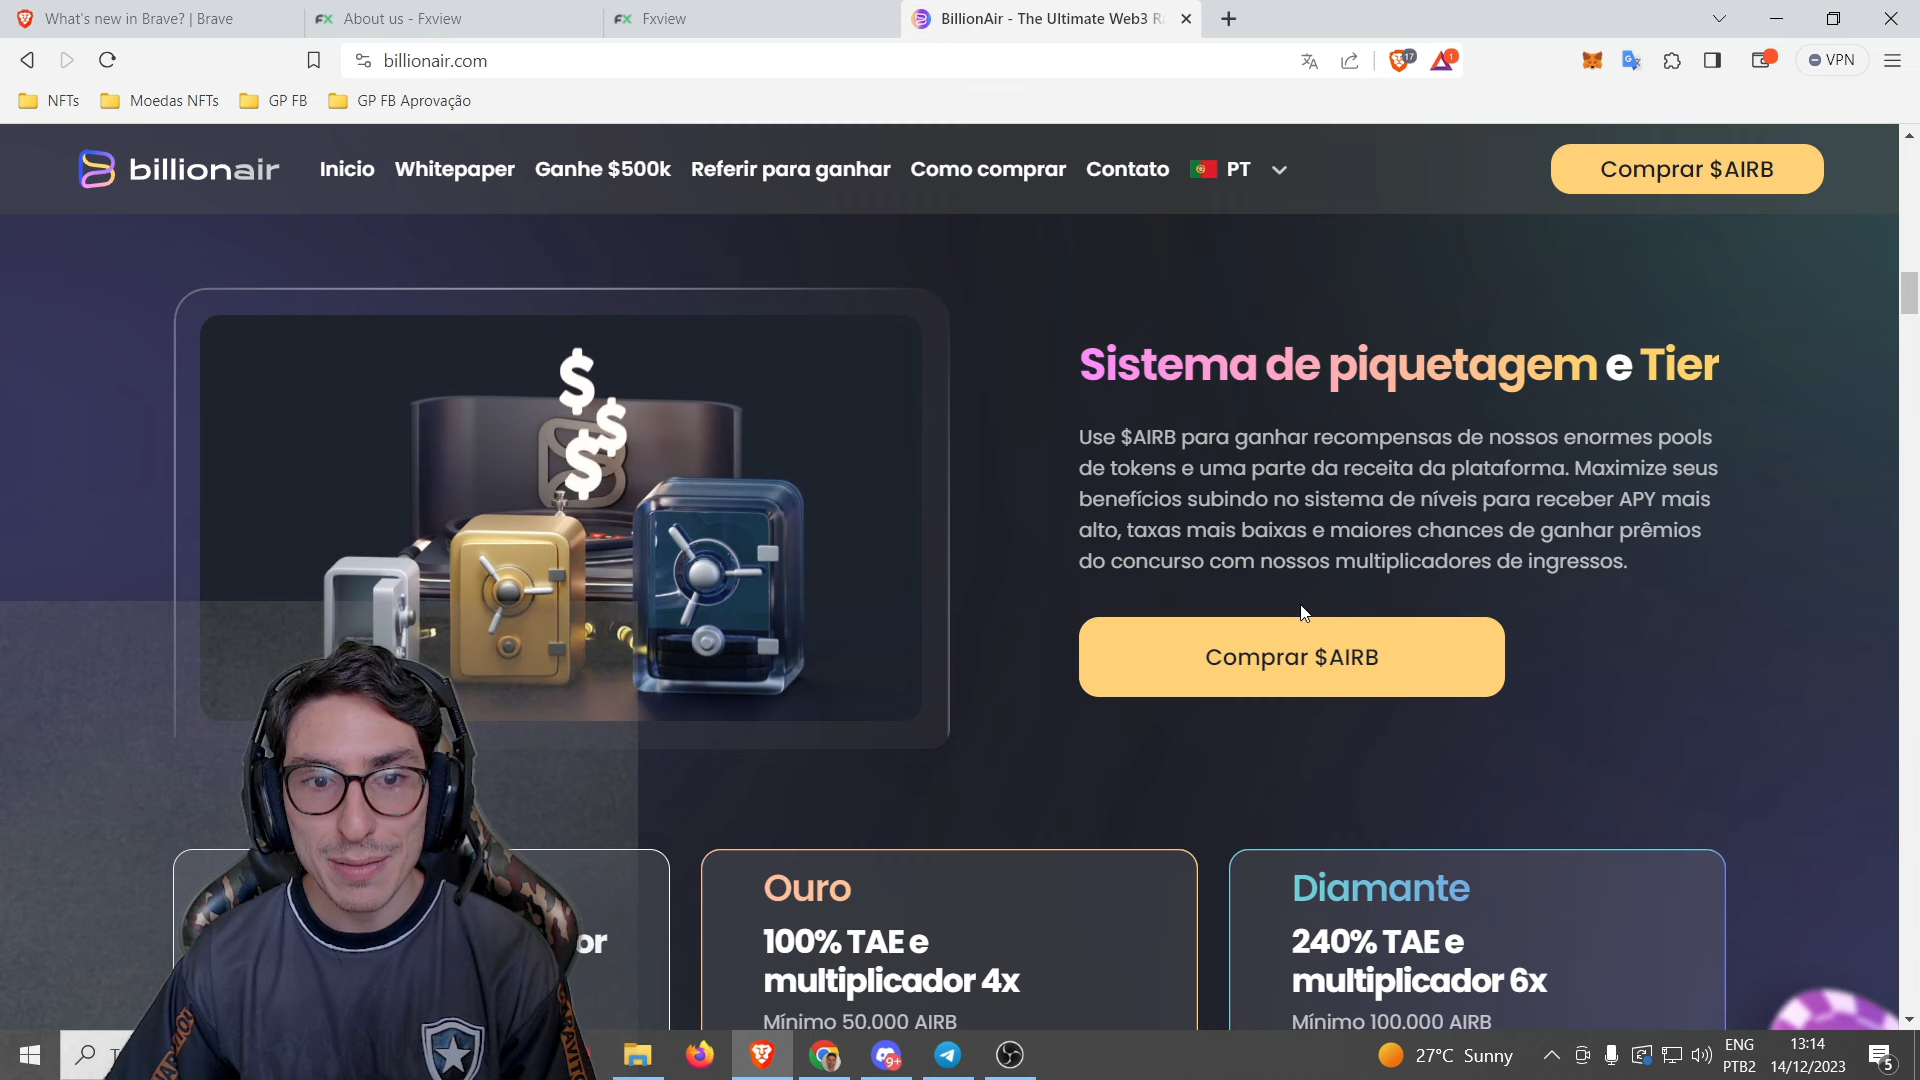 What's new in Brave? | Brave
About us - Fxview
Fxview
BillionAir - The Ultimate Web3 Ra
billionair.com
17
1
VPN
NFTs
Moedas NFTs
GP FB
GP FB Aprovação
billionair
Inicio
Whitepaper
Ganhe $500k
Referir para ganhar
Como comprar
Contato
PT
Comprar $AIRB
Sistema de piquetagem e Tier
Use $AIRB para ganhar recompensas de nossos enormes pools
de tokens e uma parte da receita da plataforma. Maximize seus
benefícios subindo no sistema de níveis para receber APY mais
alto, taxas mais baixas e maiores chances de ganhar prêmios
do concurso com nossos multiplicadores de ingressos.
Comprar $AIRB
or
Ouro
100% TAE e
multiplicador 4x
Mínimo 50.000 AIRB
Diamante
240% TAE e
multiplicador 6x
Mínimo 100.000 AIRB
9+
27°C Sunny
ENG
PTB2
13:14
14/12/2023
5